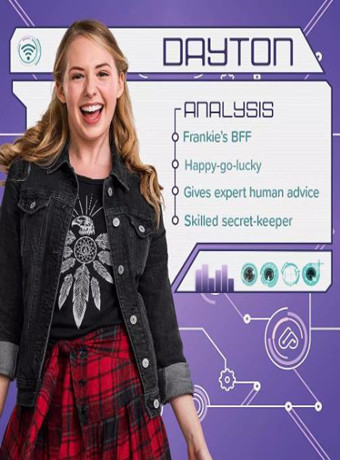 DAYTON
ANALYSIS
Frankie's BFF
Happy-go-lucky
Gives expert human advice
Skilled secret-keeper